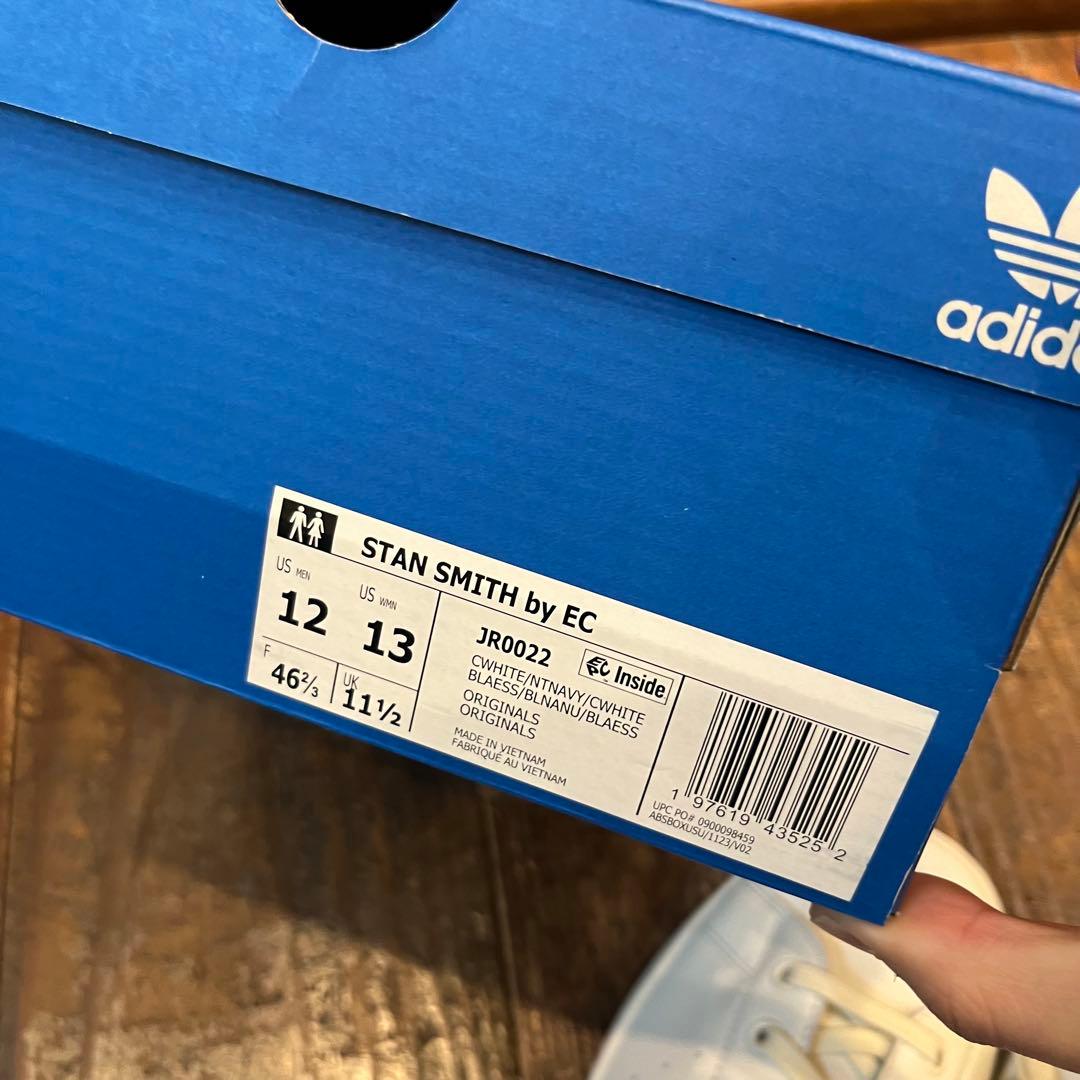 adidas
STAN SMITH by EC
US MEN
12
US WMN
13
F
46⅔
UK
11½
JR0022
EC Inside
CWHITE/NTNAVY/CWHITE
BLAESS/BLNANU/BLAESS
ORIGINALS
ORIGINALS
MADE IN VIETNAM
FABRIQUÉ AU VIETNAM
1 97619 43525 2
UPC PO# 0900098459
ABSBOXUSU/1123/V02